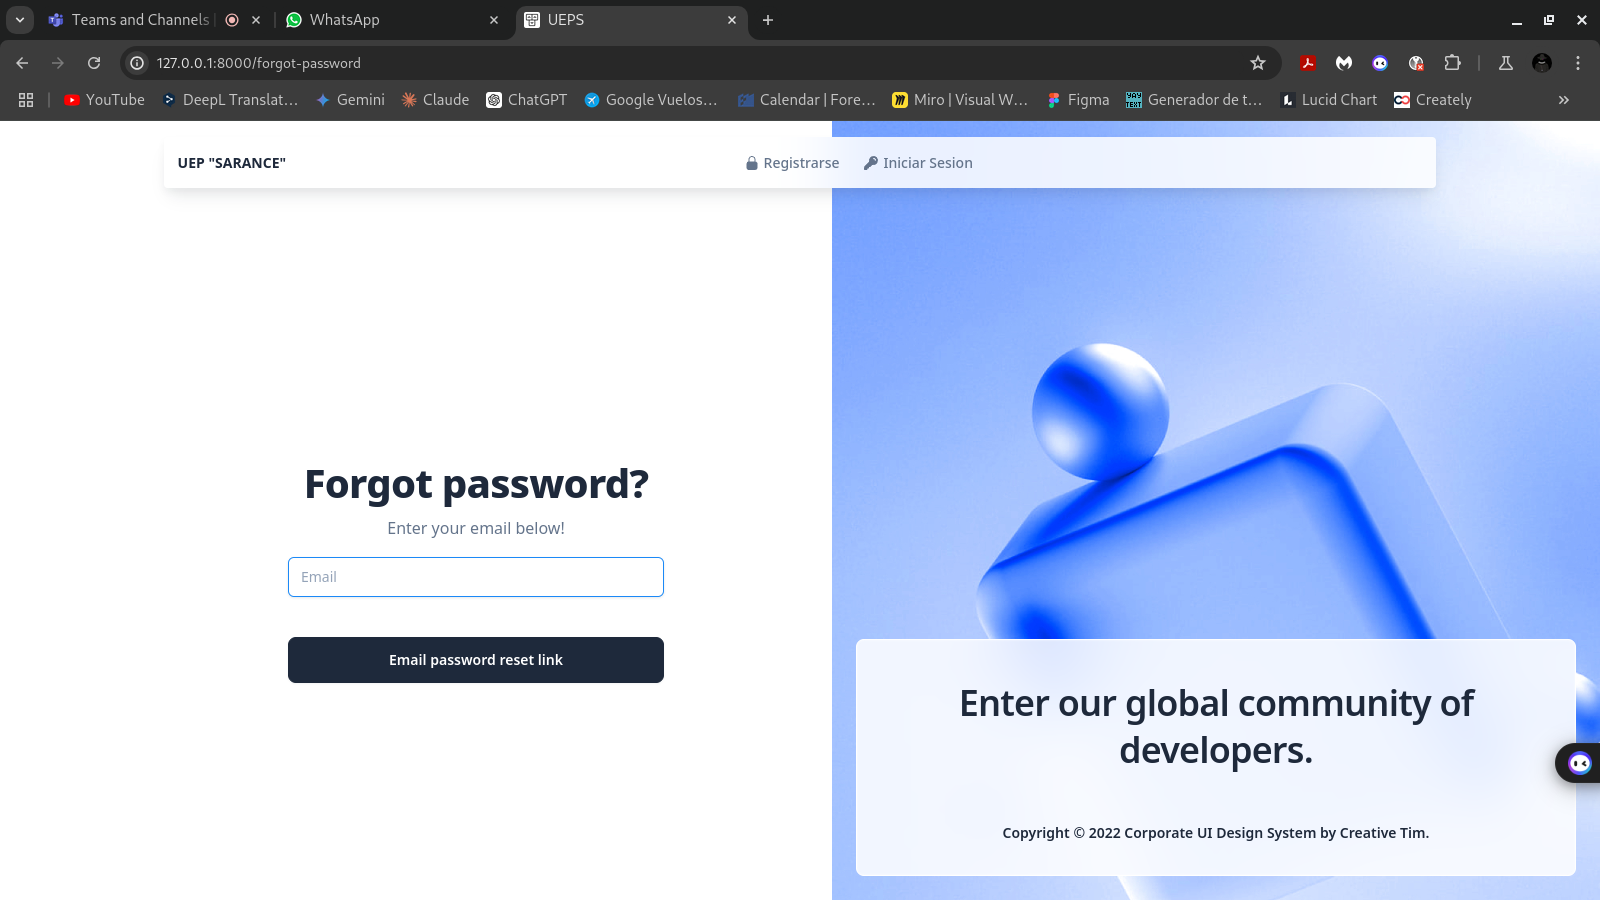 Teams and Channels
WhatsApp
UEPS
127.0.0.1:8000/forgot-password
YouTube
DeepL Translat...
Gemini
Claude
ChatGPT
Google Vuelos...
Calendar | Fore...
Miro | Visual W...
Figma
Generador de t...
Lucid Chart
Creately
UEP "SARANCE"
Registrarse
Iniciar Sesion
Forgot password?
Enter your email below!
Email
Email password reset link
Enter our global community of
developers.
Copyright © 2022 Corporate UI Design System by Creative Tim.